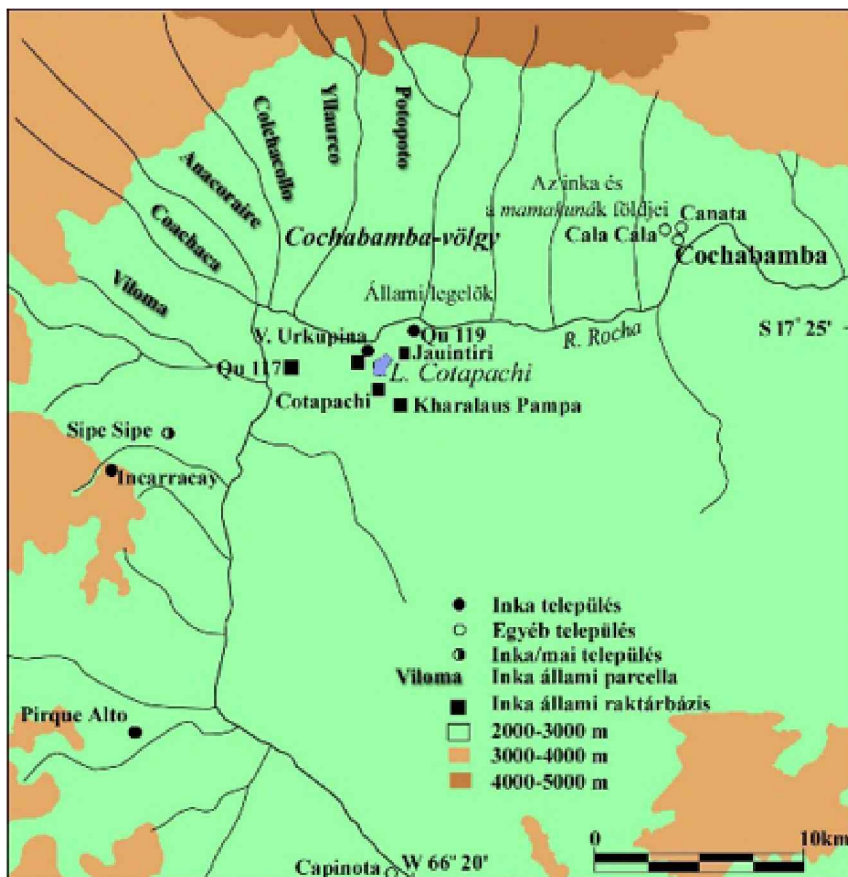 Potopoto
Yllaurco
Colchacollo
Anacoraire
Coachaca
Viloma
Az inka és
a mamakunák földjei
Canata
Cala Cala
Cochabamba
Cochabamba-völgy
Állami legelők
R. Rocha
S 17° 25'
V. Urkupina
Qu 119
Jauintiri
Qu 117
L. Cotapachi
Cotapachi
Kharalaus Pampa
Sipe Sipe
Incarracay
Inka település
Egyéb település
Inka/mai település
Viloma Inka állami parcella
Inka állami raktárbázis
2000-3000 m
3000-4000 m
4000-5000 m
Pirque Alto
0 10km
Capinota
W 66° 20'